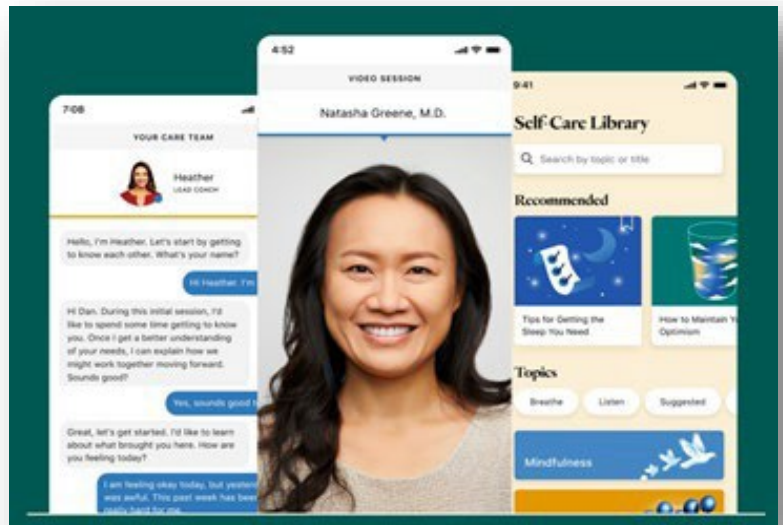 7:08
YOUR CARE TEAM
Heather
LEAD COACH
Hello, I'm Heather. Let's start by getting
to know each other. What's your name?
Hi Heather. I'm
Hi Dan. During this initial session, I'd
like to spend some time getting to know
you. Once I get a better understanding
of your needs, I can explain how we
might work together moving forward.
Sounds good?
Yes, sounds good
Great, let's get started. I'd like to learn
about what brought you here. How are
you feeling today?
I am feeling okay today, but
was awful. This past week has
really hard for me.
4:52
VIDEO SESSION
Natasha Greene, M.D.
9:41
Self-Care Library
Search by topic or title
Recommended
Tips for Getting the
Sleep You Need
How to Maintain
Optimism
Topics
Breathe
Listen
Suggested
Mindfulness